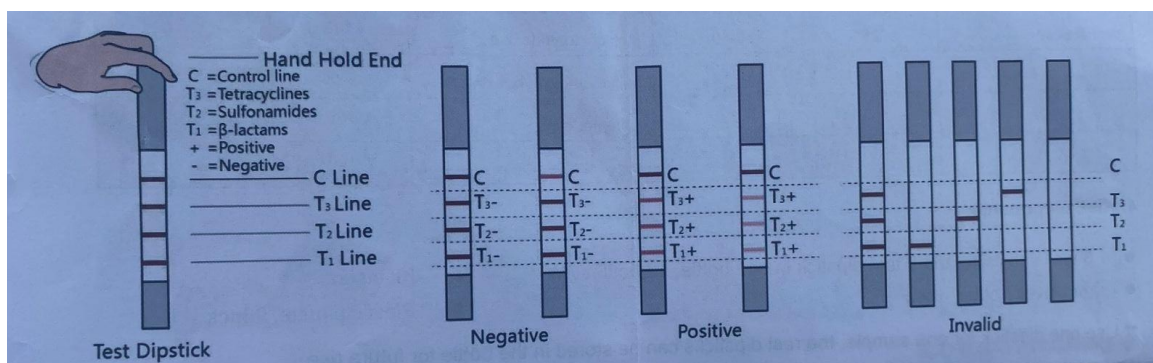 Hand Hold End
C =Control line
T₃ =Tetracyclines
T₂ =Sulfonamides
T₁ =β-lactams
+ =Positive
- =Negative
C Line
T₃ Line
T₂ Line
T₁ Line
Test Dipstick
C C C C
T₃- T₃- T₃+ T₃+
T₂- T₂- T₂+ T₂+
T₁- T₁- T₁+ T₁+
Negative
Positive
C
T₃
T₂
T₁
Invalid